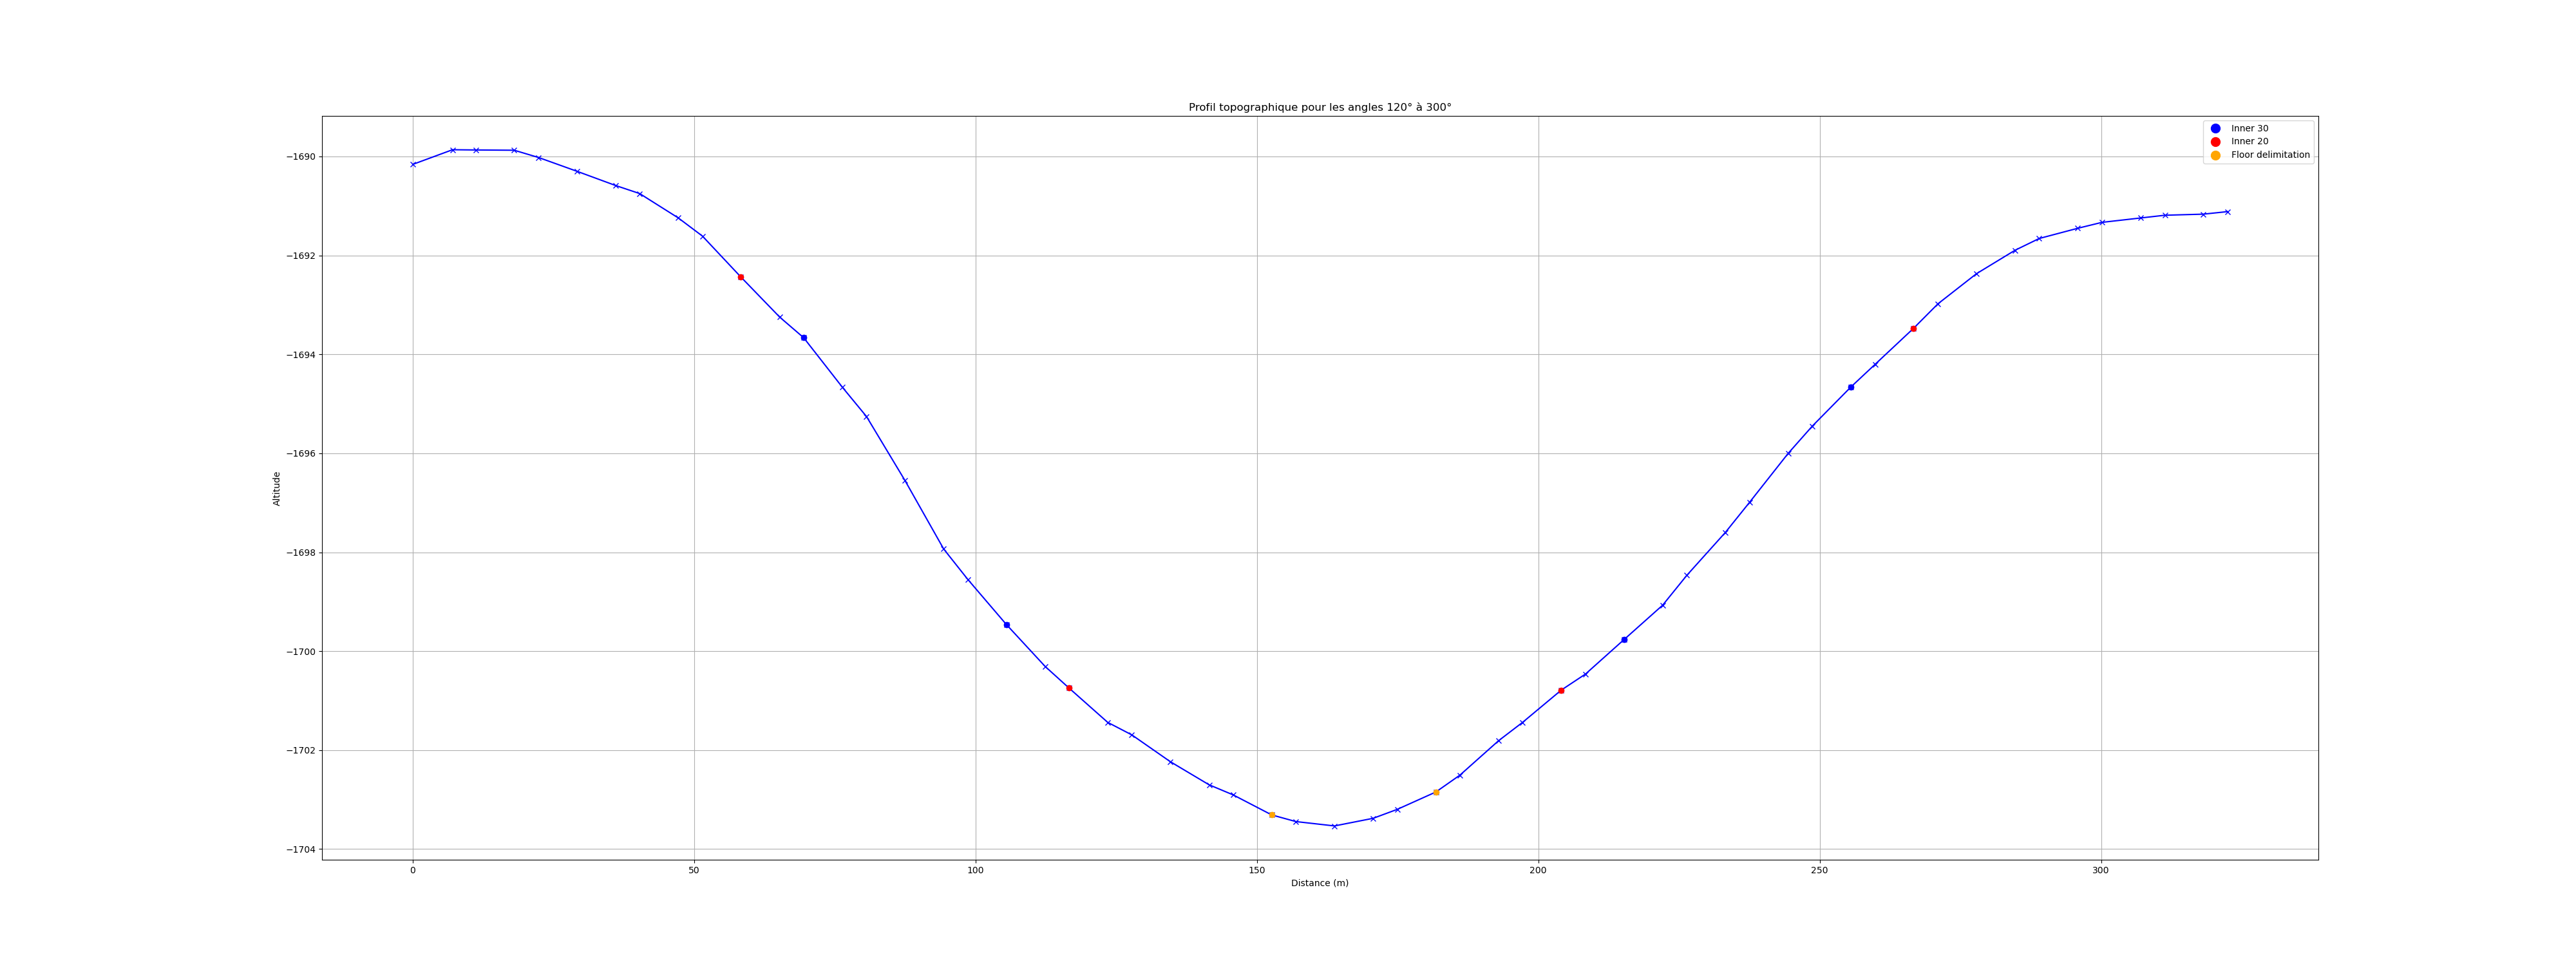 Profil topographique pour les angles 120° à 300°
Inner 30
Inner 20
Floor delimitation
−1690
−1692
−1694
−1696
−1698
−1700
−1702
−1704
Altitude
0 50 100 150 200 250 300
Distance (m)